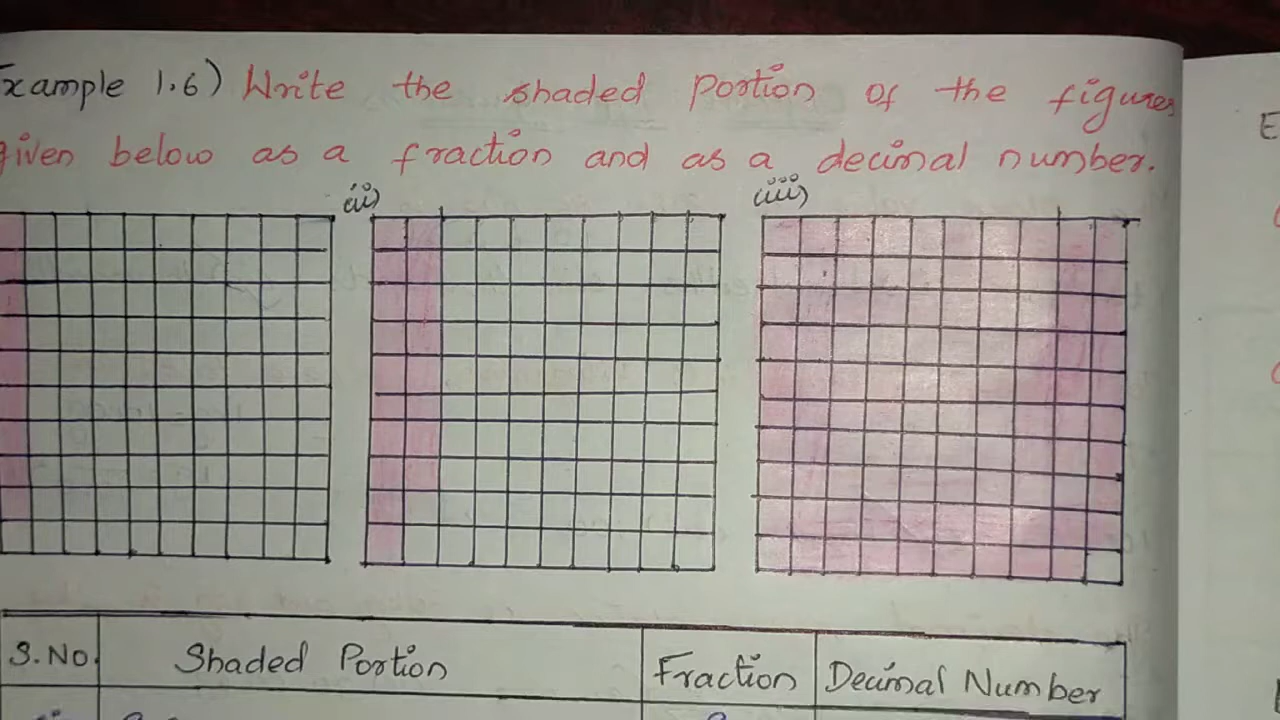 xample 1.6) Write the shaded portion of the figures
given below as a fraction and as a decimal number.
(ii)
(iii)
S.No. Shaded Portion Fraction Decimal Number